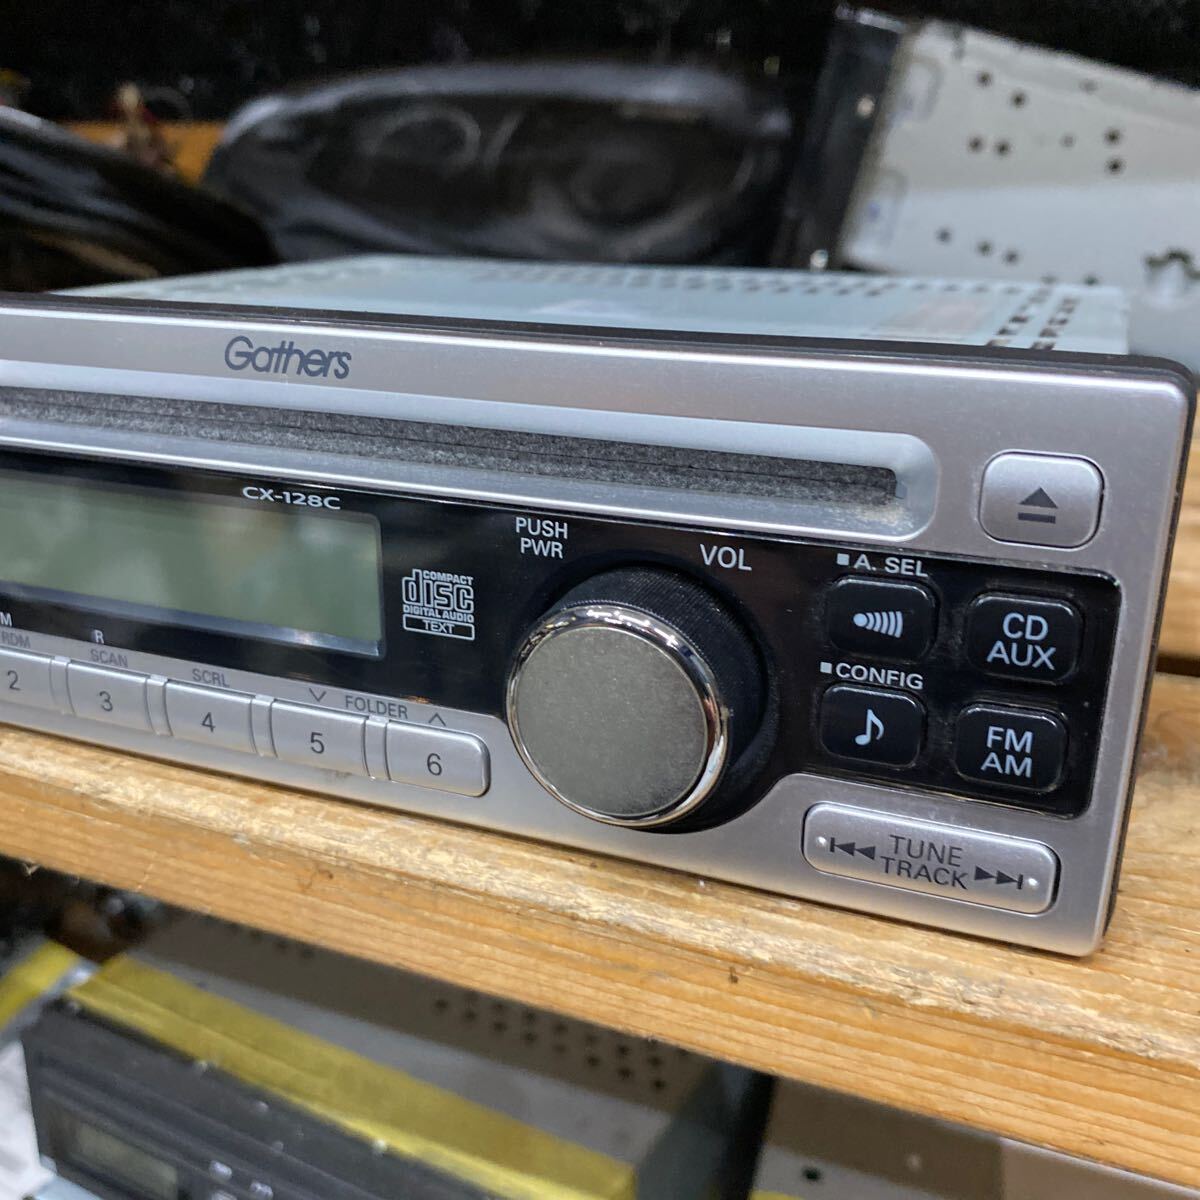 Gathers
CX-128C
PUSH
PWR
VOL
A. SEL
COMPACT
disc
DIGITAL AUDIO
TEXT
CD
AUX
CONFIG
FM
AM
M
RDM
R
SCAN
SCRL
FOLDER
2
3
4
5
6
TUNE
TRACK